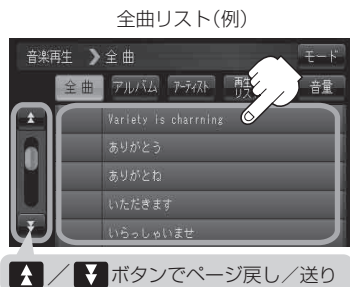 全曲リスト(例)
音楽再生 全曲 モード
全曲 アルバム アーティスト 再生リスト 音量
Variety is charrning
ありがとう
ありがとね
いただきます
いらっしゃいませ
／ ボタンでページ戻し／送り